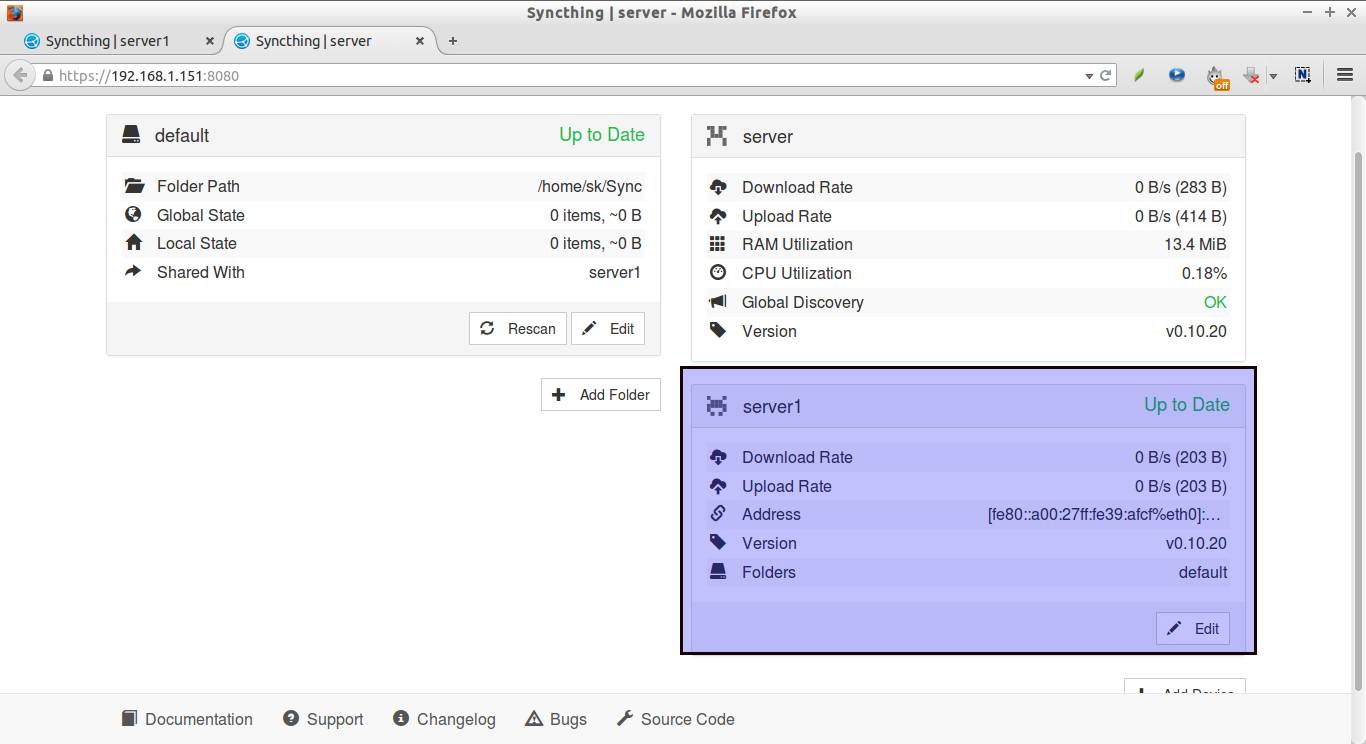 Syncthing | server - Mozilla Firefox
Syncthing | server1
Syncthing | server
https://192.168.1.151:8080
off
N
default
Up to Date
Folder Path
/home/sk/Sync
Global State
0 items, ~0 B
Local State
0 items, ~0 B
Shared With
server1
Rescan
Edit
Add Folder
server
Download Rate
0 B/s (283 B)
Upload Rate
0 B/s (414 B)
RAM Utilization
13.4 MiB
CPU Utilization
0.18%
Global Discovery
OK
Version
v0.10.20
server1
Up to Date
Download Rate
0 B/s (203 B)
Upload Rate
0 B/s (203 B)
Address
[fe80::a00:27ff:fe39:afcf%eth0]:...
Version
v0.10.20
Folders
default
Edit
Add Device
Documentation
Support
Changelog
Bugs
Source Code